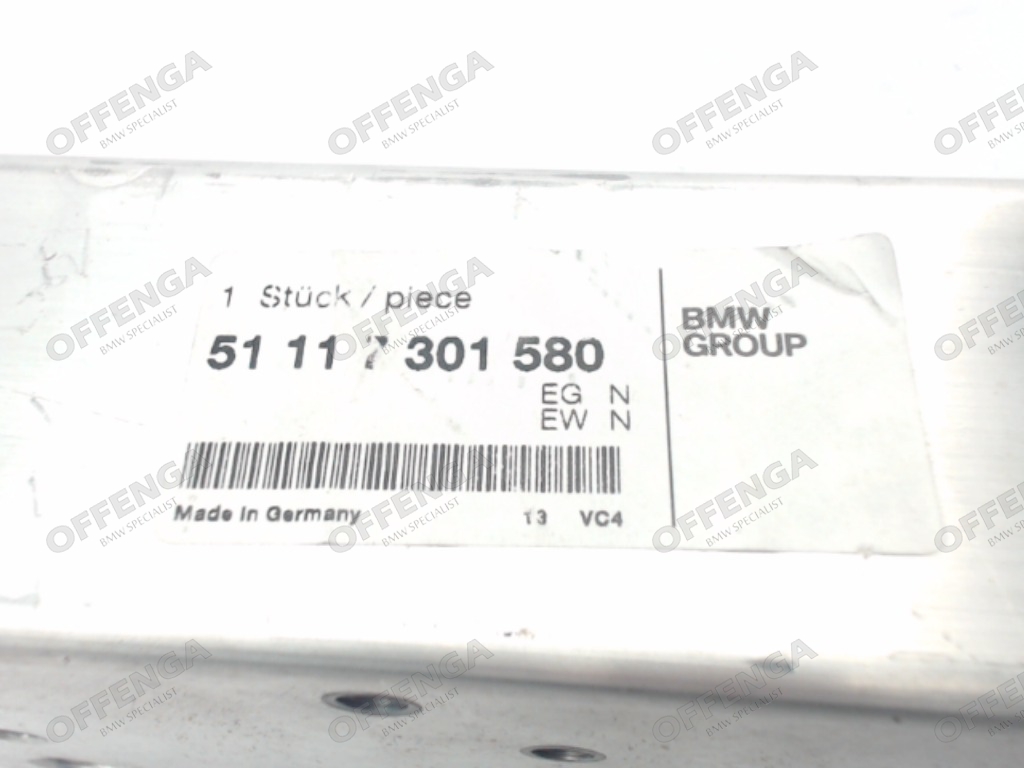 1 Stück / piece
51 11 7 301 580
EG N
EW N
BMW
GROUP
Made in Germany
13 VC4
OFFENGA
BMW SPECIALIST